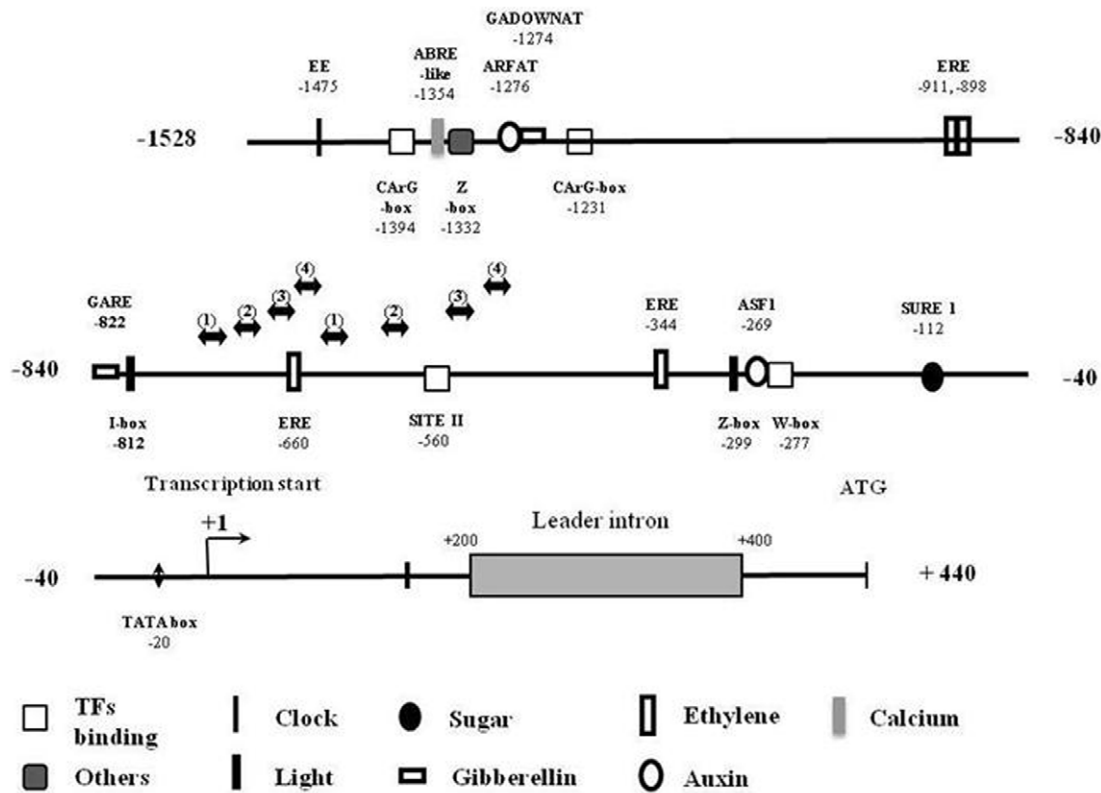 GADOWNAT
-1274
EE
-1475
ABRE
-like
-1354
ARFAT
-1276
ERE
-911,-898
-1528
-840
CArG
-box
-1394
Z
-box
-1332
CArG-box
-1231
(4)
(4)
(3)
(3)
(2)
(2)
(1)
(1)
GARE
-822
ERE
-344
ASF1
-269
SURE 1
-112
-840
-40
I-box
-812
ERE
-660
SITE II
-560
Z-box
-299
W-box
-277
Transcription start
ATG
+1
Leader intron
+200
+400
-40
+ 440
TATA box
-20
TFs
binding
Clock
Sugar
Ethylene
Calcium
Others
Light
Gibberellin
Auxin